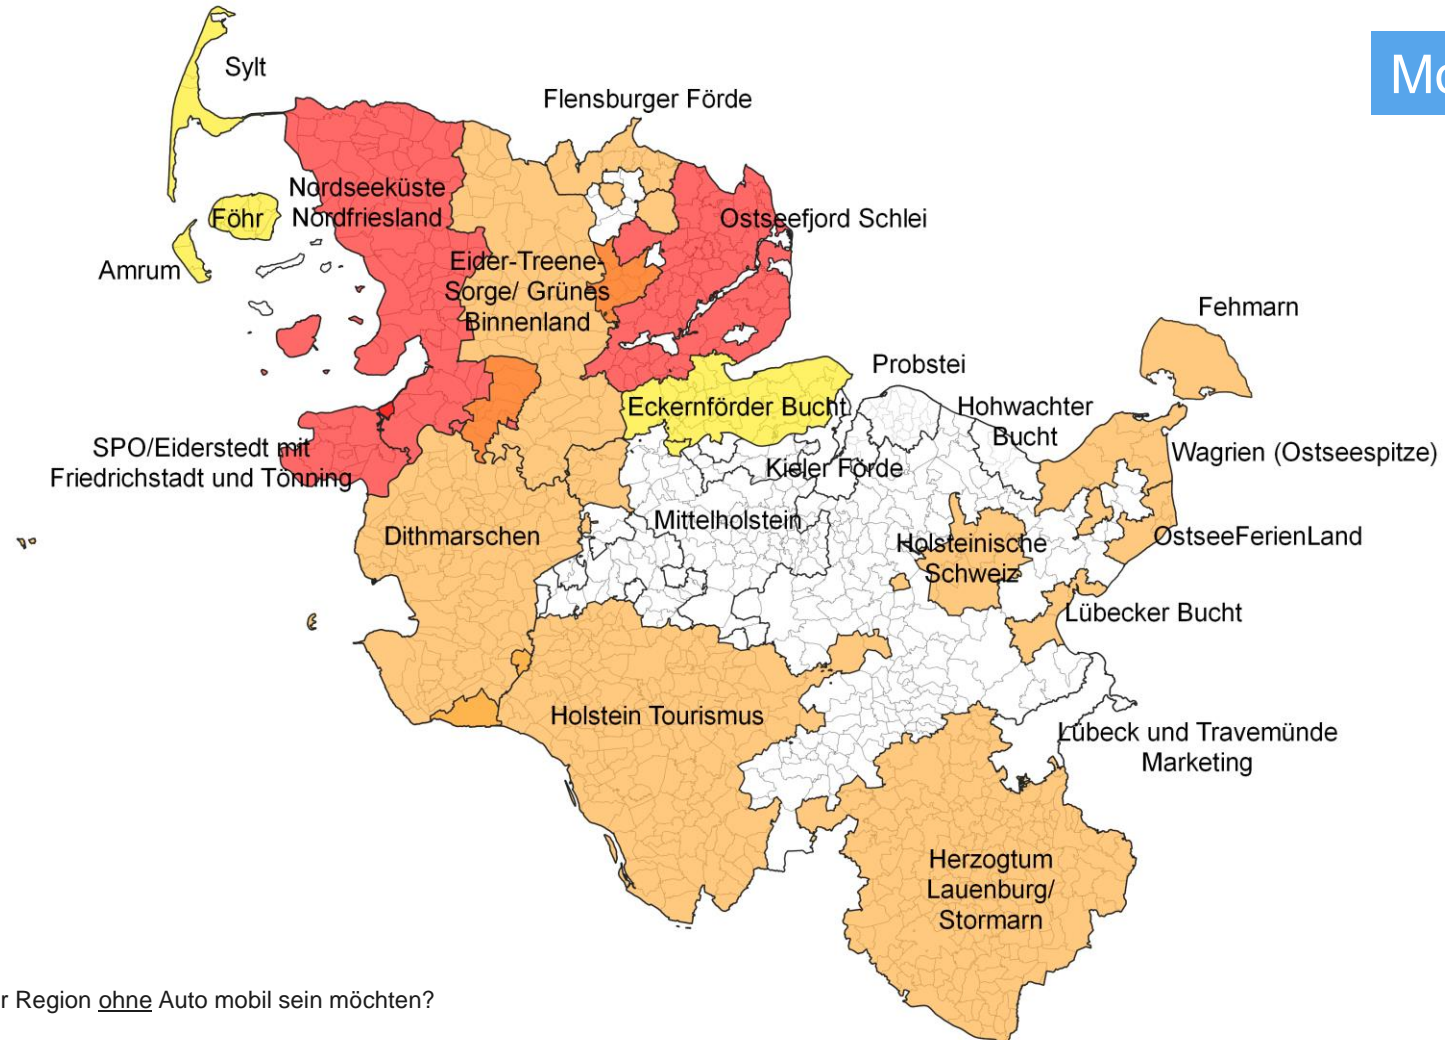 Mo
Sylt
Flensburger Förde
Nordseeküste
Nordfriesland
Föhr
Ostseefjord Schlei
Amrum
Eider-Treene-
Sorge/ Grünes
Binnenland
Fehmarn
Probstei
Eckernförder Bucht
Hohwachter
Bucht
SPO/Eiderstedt mit
Friedrichstadt und Tönning
Wagrien (Ostseespitze)
Kieler Förde
Mittelholstein
Dithmarschen
Holsteinische
Schweiz
OstseeFerienLand
Lübecker Bucht
Holstein Tourismus
Lübeck und Travemünde
Marketing
Herzogtum
Lauenburg/
Stormarn
r Region ohne Auto mobil sein möchten?